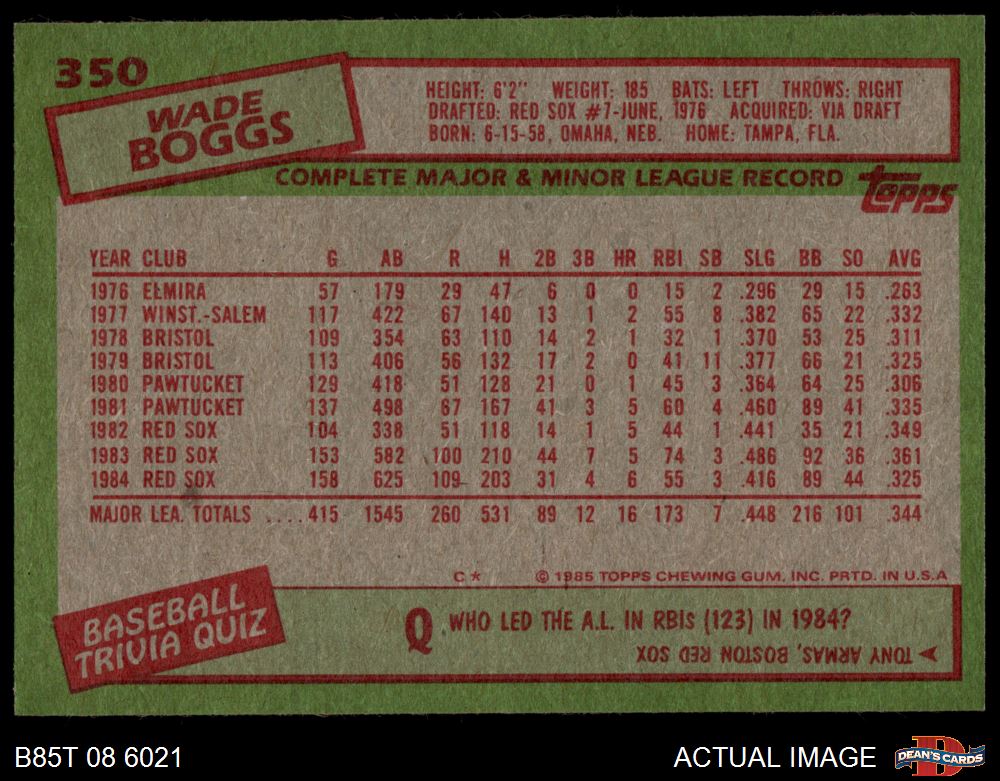 350
WADE
BOGGS
HEIGHT: 6'2" WEIGHT: 185 BATS: LEFT THROWS: RIGHT
DRAFTED: RED SOX #7-JUNE, 1976 ACQUIRED: VIA DRAFT
BORN: 6-15-58, OMAHA, NEB. HOME: TAMPA, FLA.
COMPLETE MAJOR & MINOR LEAGUE RECORD
Topps
YEAR CLUB G AB R H 2B 3B HR RBI SB SLG BB SO AVG
1976 ELMIRA 57 179 29 47 6 0 0 15 2 .296 29 15 .263
1977 WINST.-SALEM 117 422 67 140 13 1 2 55 8 .382 65 22 .332
1978 BRISTOL 109 354 63 110 14 2 1 32 1 .370 53 25 .311
1979 BRISTOL 113 406 56 132 17 2 0 41 11 .377 66 21 .325
1980 PAWTUCKET 129 418 51 128 21 0 1 45 3 .364 64 25 .306
1981 PAWTUCKET 137 498 67 167 41 3 5 60 4 .460 89 41 .335
1982 RED SOX 104 338 51 118 14 1 5 44 1 .441 35 21 .349
1983 RED SOX 153 582 100 210 44 7 5 74 3 .486 92 36 .361
1984 RED SOX 158 625 109 203 31 4 6 55 3 .416 89 44 .325
MAJOR LEA. TOTALS ....415 1545 260 531 89 12 16 173 7 .448 216 101 .344
C* © 1985 TOPPS CHEWING GUM, INC. PRTD. IN U.S.A
BASEBALL
TRIVIA QUIZ
Q WHO LED THE A.L. IN RBIs (123) IN 1984?
TONY ARMAS, BOSTON RED SOX
B85T 08 6021
ACTUAL IMAGE
D
DEAN'S CARDS